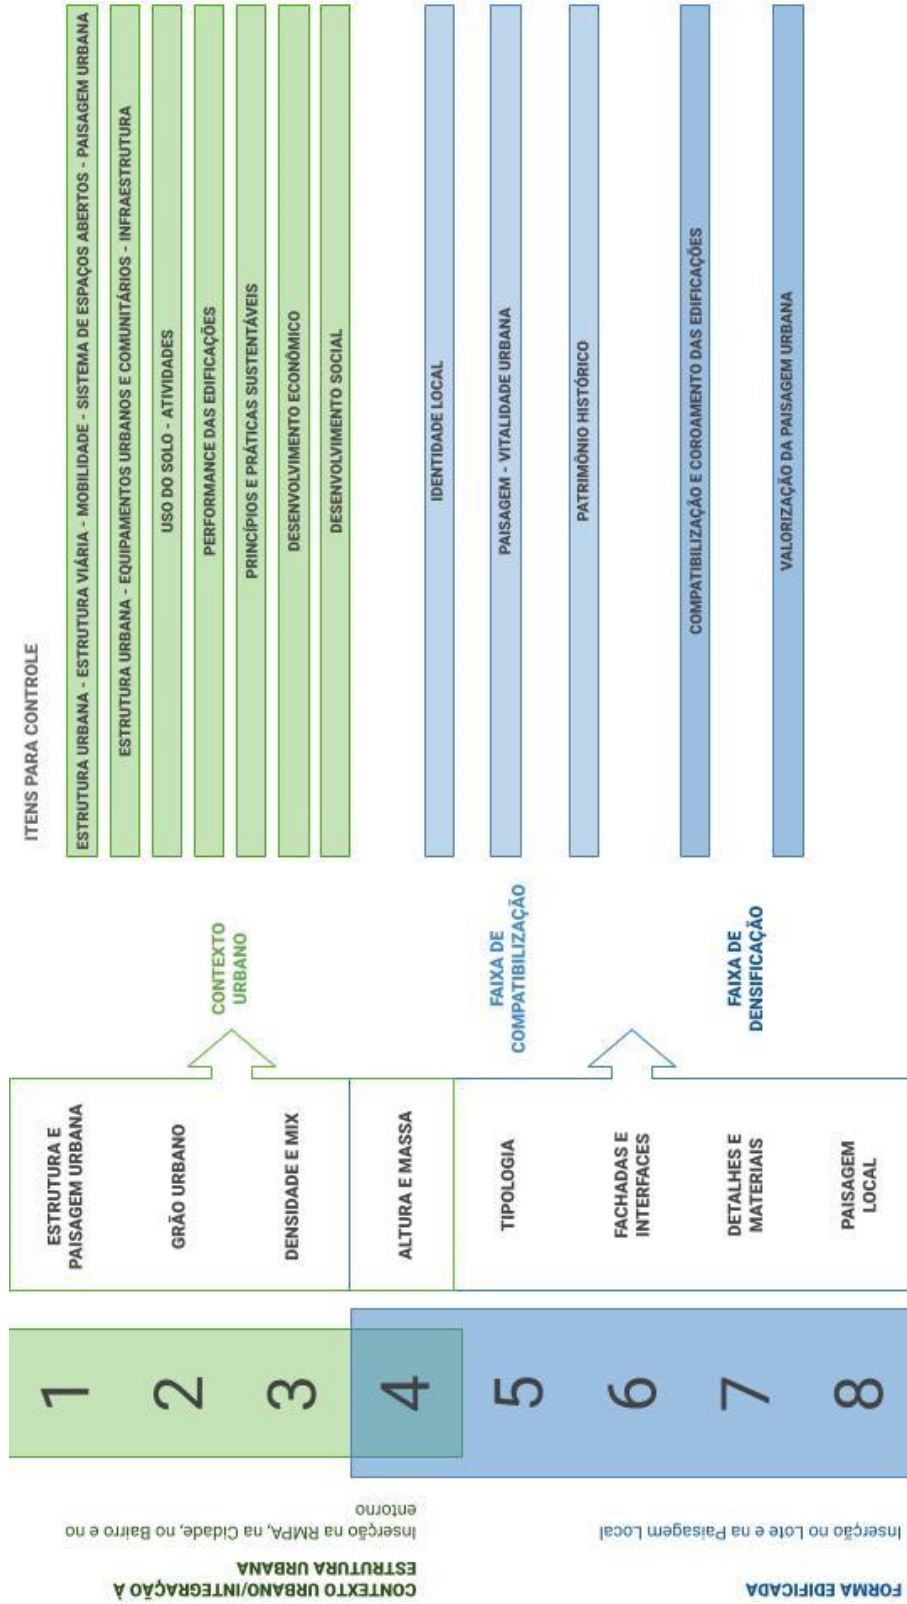 CONTEXTO URBANO/INTEGRAÇÃO À
ESTRUTURA URBANA
Inserção na RMPA, na Cidade, no Bairro e no
entorno
FORMA EDIFICADA
Inserção no Lote e na Paisagem Local
1
ESTRUTURA E
PAISAGEM URBANA
2
GRÃO URBANO
3
DENSIDADE E MIX
4
ALTURA E MASSA
5
TIPOLOGIA
6
FACHADAS E
INTERFACES
7
DETALHES E
MATERIAIS
8
PAISAGEM
LOCAL
ITENS PARA CONTROLE
CONTEXTO
URBANO
ESTRUTURA URBANA - ESTRUTURA VIÁRIA - MOBILIDADE - SISTEMA DE ESPAÇOS ABERTOS - PAISAGEM URBANA
ESTRUTURA URBANA - EQUIPAMENTOS URBANOS E COMUNITÁRIOS - INFRAESTRUTURA
USO DO SOLO - ATIVIDADES
PERFORMANCE DAS EDIFICAÇÕES
PRINCÍPIOS E PRÁTICAS SUSTENTÁVEIS
DESENVOLVIMENTO ECONÔMICO
DESENVOLVIMENTO SOCIAL
FAIXA DE
COMPATIBILIZAÇÃO
IDENTIDADE LOCAL
PAISAGEM - VITALIDADE URBANA
PATRIMÔNIO HISTÓRICO
FAIXA DE
DENSIFICAÇÃO
COMPATIBILIZAÇÃO E COROAMENTO DAS EDIFICAÇÕES
VALORIZAÇÃO DA PAISAGEM URBANA